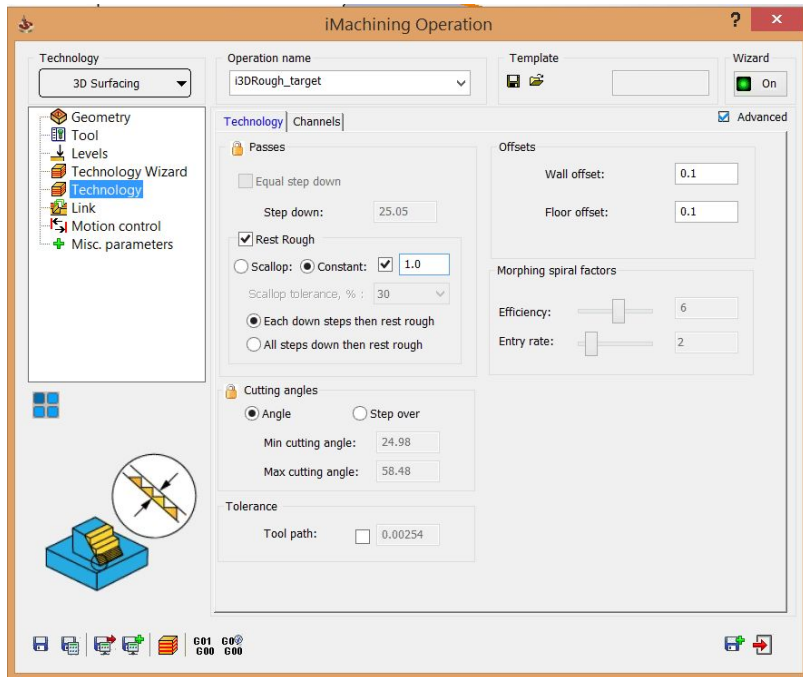 iMachining Operation
?
×
Technology
Operation name
Template
Wizard
3D Surfacing
i3DRough_target
On
Geometry
Tool
Levels
Technology Wizard
Technology
Link
Motion control
Misc. parameters
Technology Channels
Advanced
Passes
Equal step down
Step down: 25.05
Rest Rough
Scallop: Constant: 1.0
Scallop tolerance, % : 30
Each down steps then rest rough
All steps down then rest rough
Offsets
Wall offset: 0.1
Floor offset: 0.1
Morphing spiral factors
Efficiency: 6
Entry rate: 2
Cutting angles
Angle Step over
Min cutting angle: 24.98
Max cutting angle: 58.48
Tolerance
Tool path: 0.00254
G01 G0
G00 G00